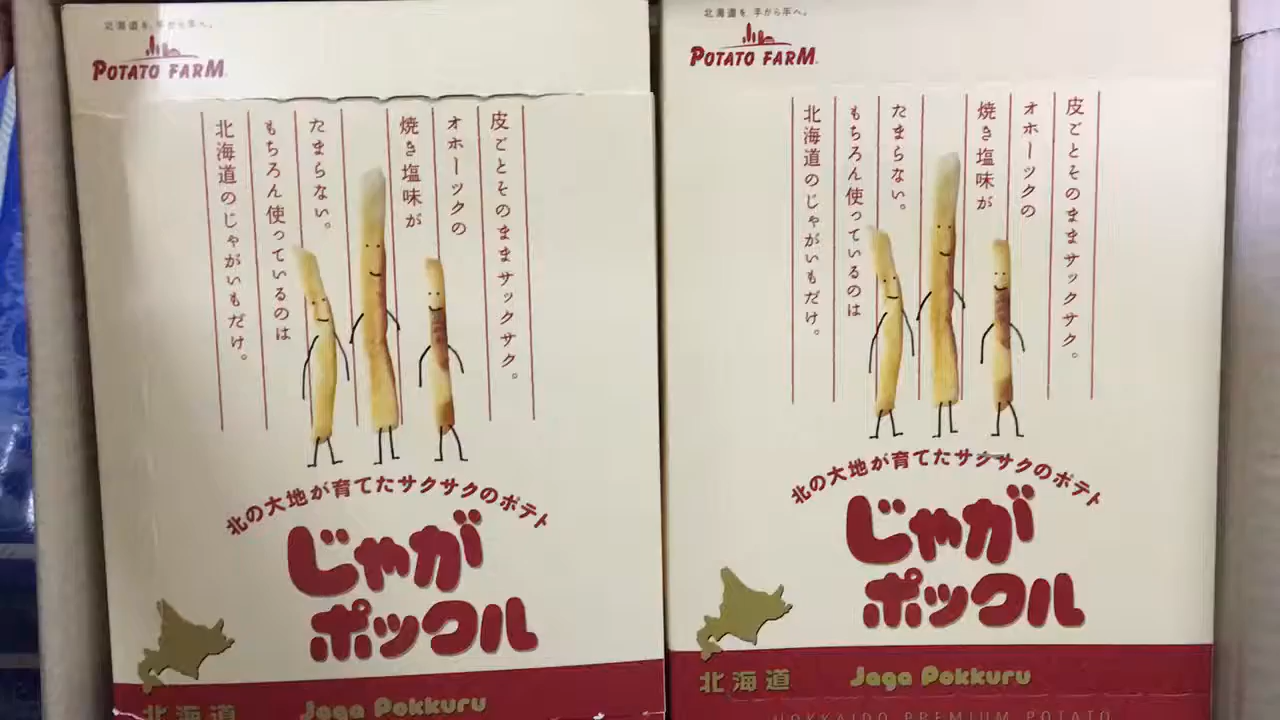 北海道を、手から手へ。
POTATO FARM
皮ごとそのままサックサク。
オホーツクの
焼き塩味が
たまらない。
もちろん使っているのは
北海道のじゃがいもだけ。
北の大地が育てたサクサクのポテト
じゃが
ポックル
北海道
Jaga Pokkuru
北海道を、手から手へ。
POTATO FARM
皮ごとそのままサックサク。
オホーツクの
焼き塩味が
たまらない。
もちろん使っているのは
北海道のじゃがいもだけ。
北の大地が育てたサクサクのポテト
じゃが
ポックル
北海道
Jaga Pokkuru
HOKKAIDO PREMIUM POTATO